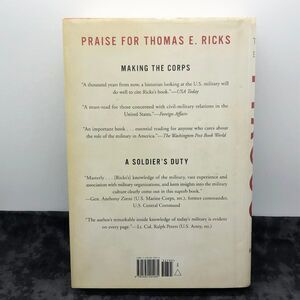 PRAISE FOR THOMAS E. RICKS
MAKING THE CORPS
"A thousand years from now, a historian looking at the U.S. military will
do well to cite Ricks's book."—USA Today
"A must-read for those concerned with civil-military relations in the
United States."—Foreign Affairs
"An important book . . . essential reading for anyone who cares about
the role of the military in America."—The Washington Post Book World
A SOLDIER'S DUTY
"Masterly. . . . [Ricks's] knowledge of the military, vast experience and
association with military organizations, and keen insights into the military
culture clearly come out in this superb book."
—Gen. Anthony Zinni (U.S. Marine Corps, ret.), former commander,
U.S. Central Command
"The author's remarkable inside knowledge of today's military is evident
on every page."—Lt. Col. Ralph Peters (U.S. Army, ret.)